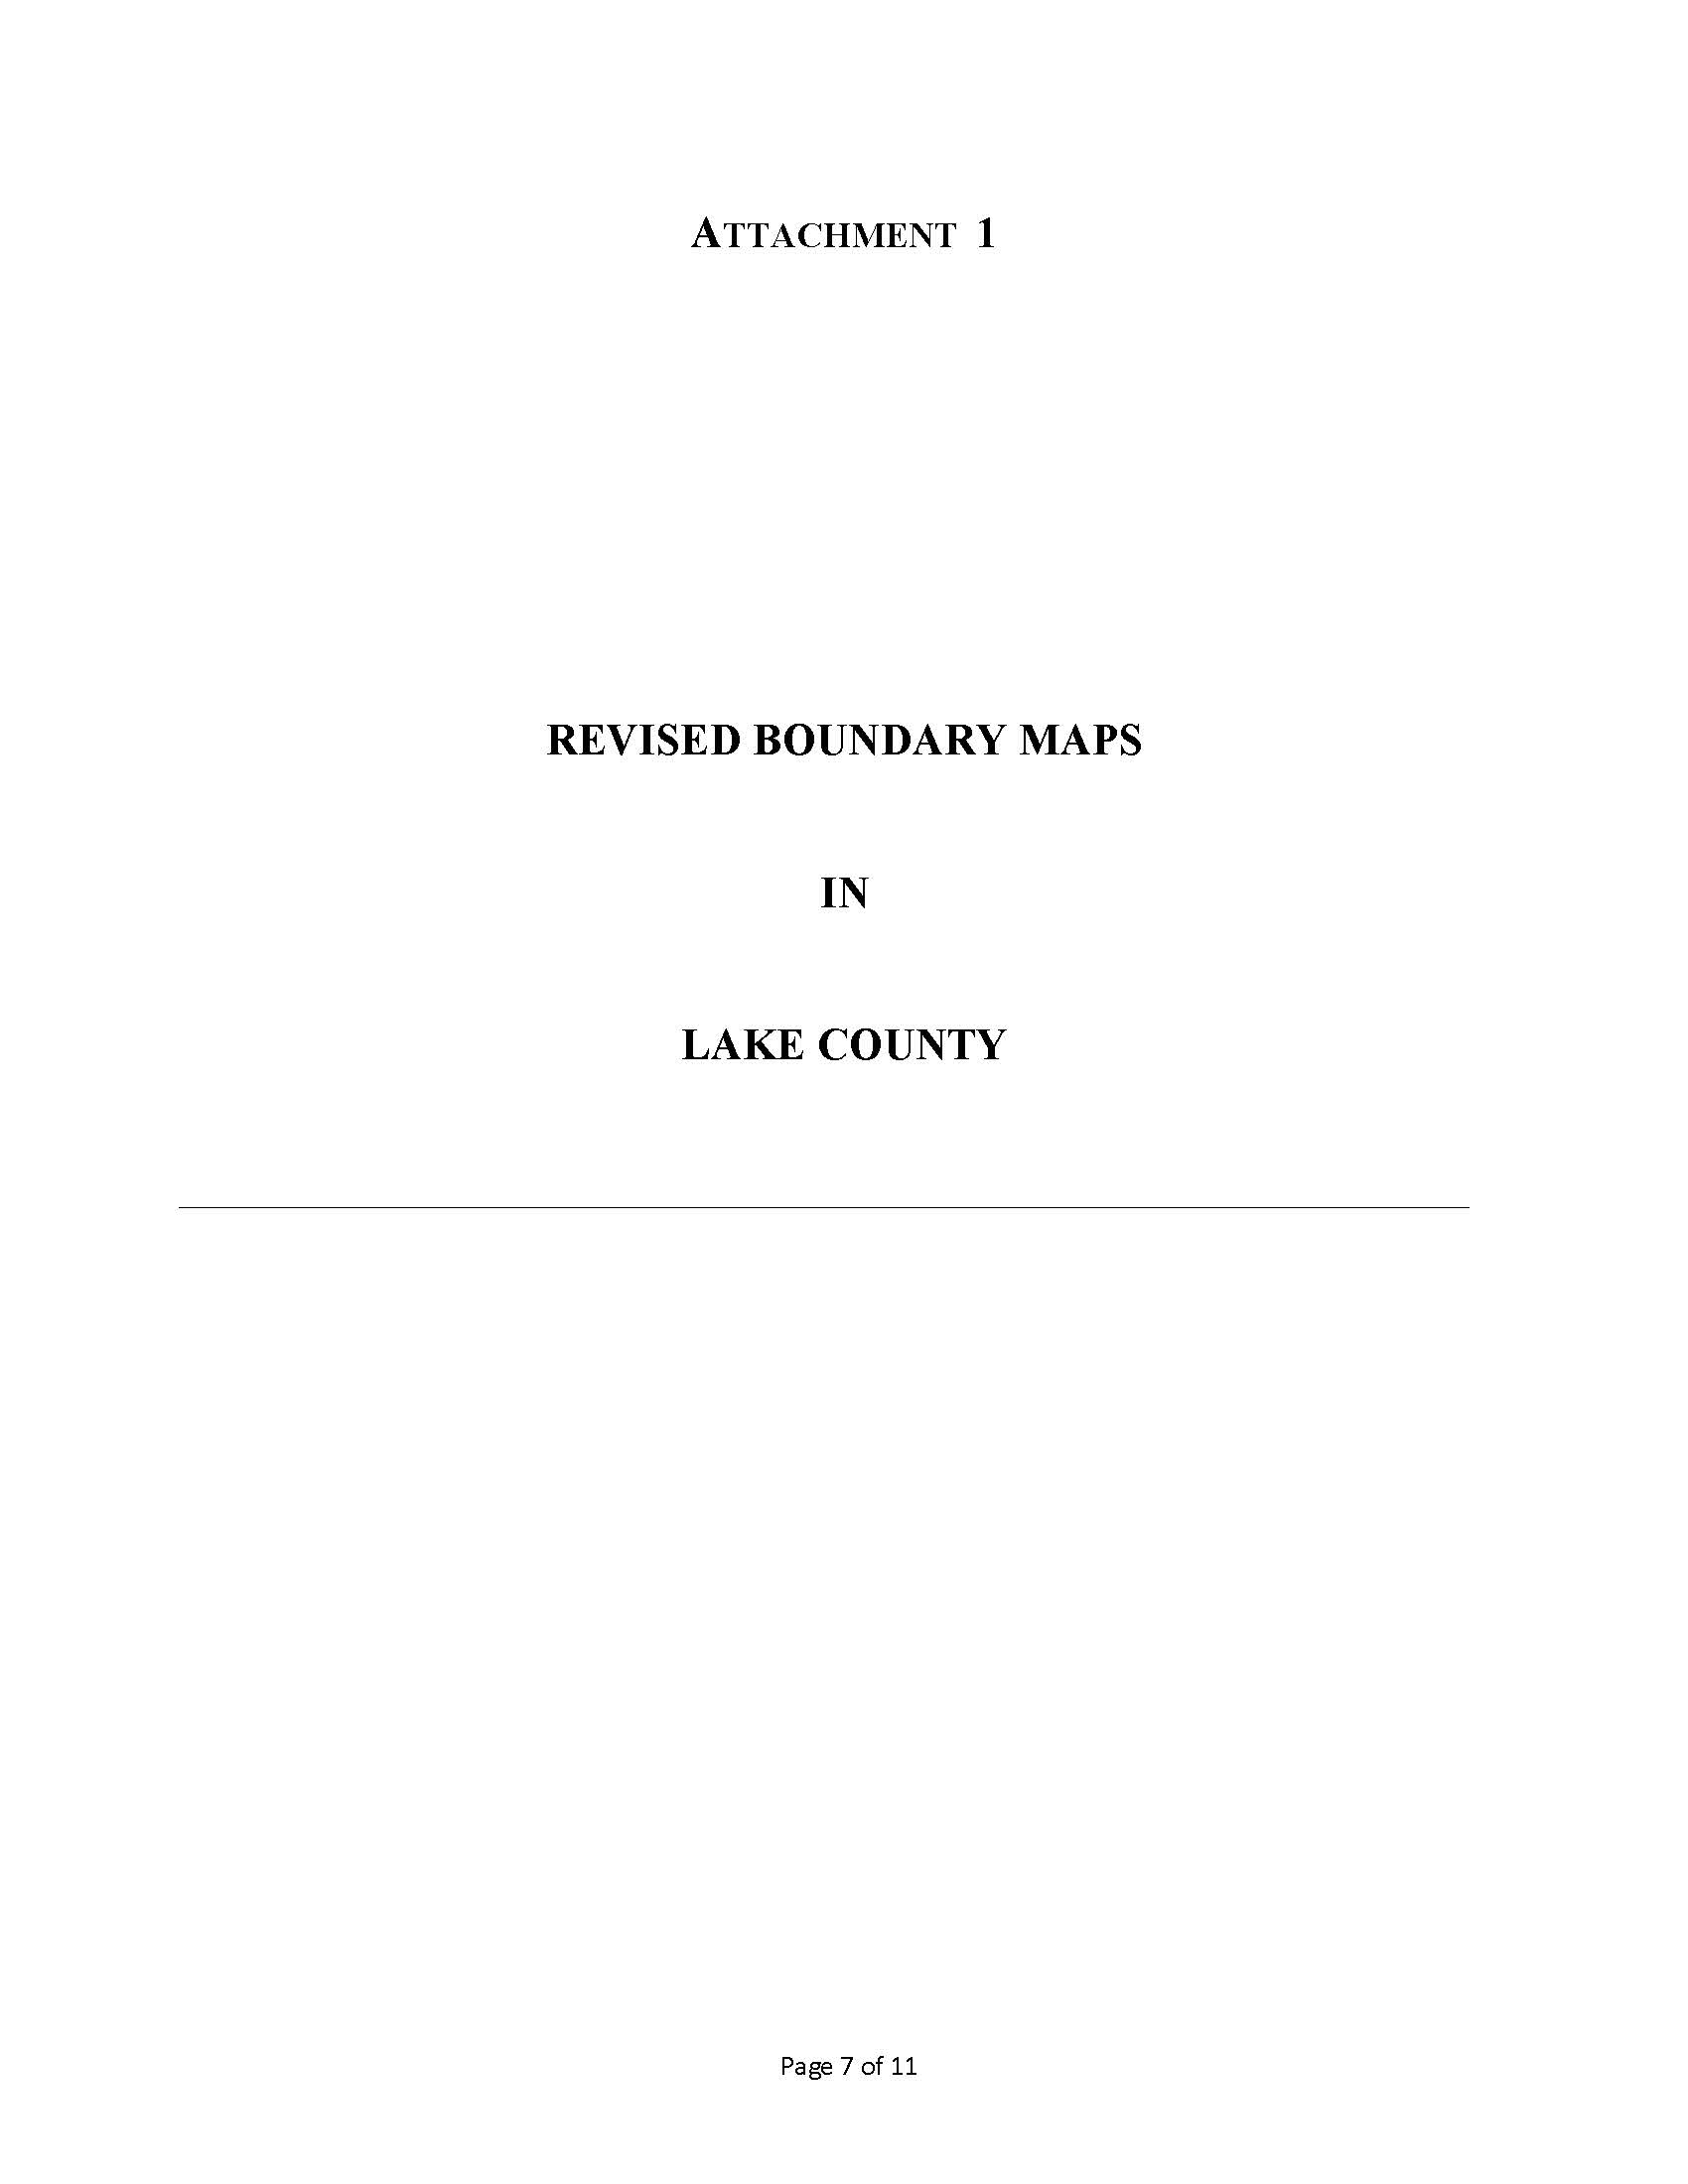 ATTACHMENT 1
REVISED BOUNDARY MAPS
IN
LAKE COUNTY
Page 7 of 11